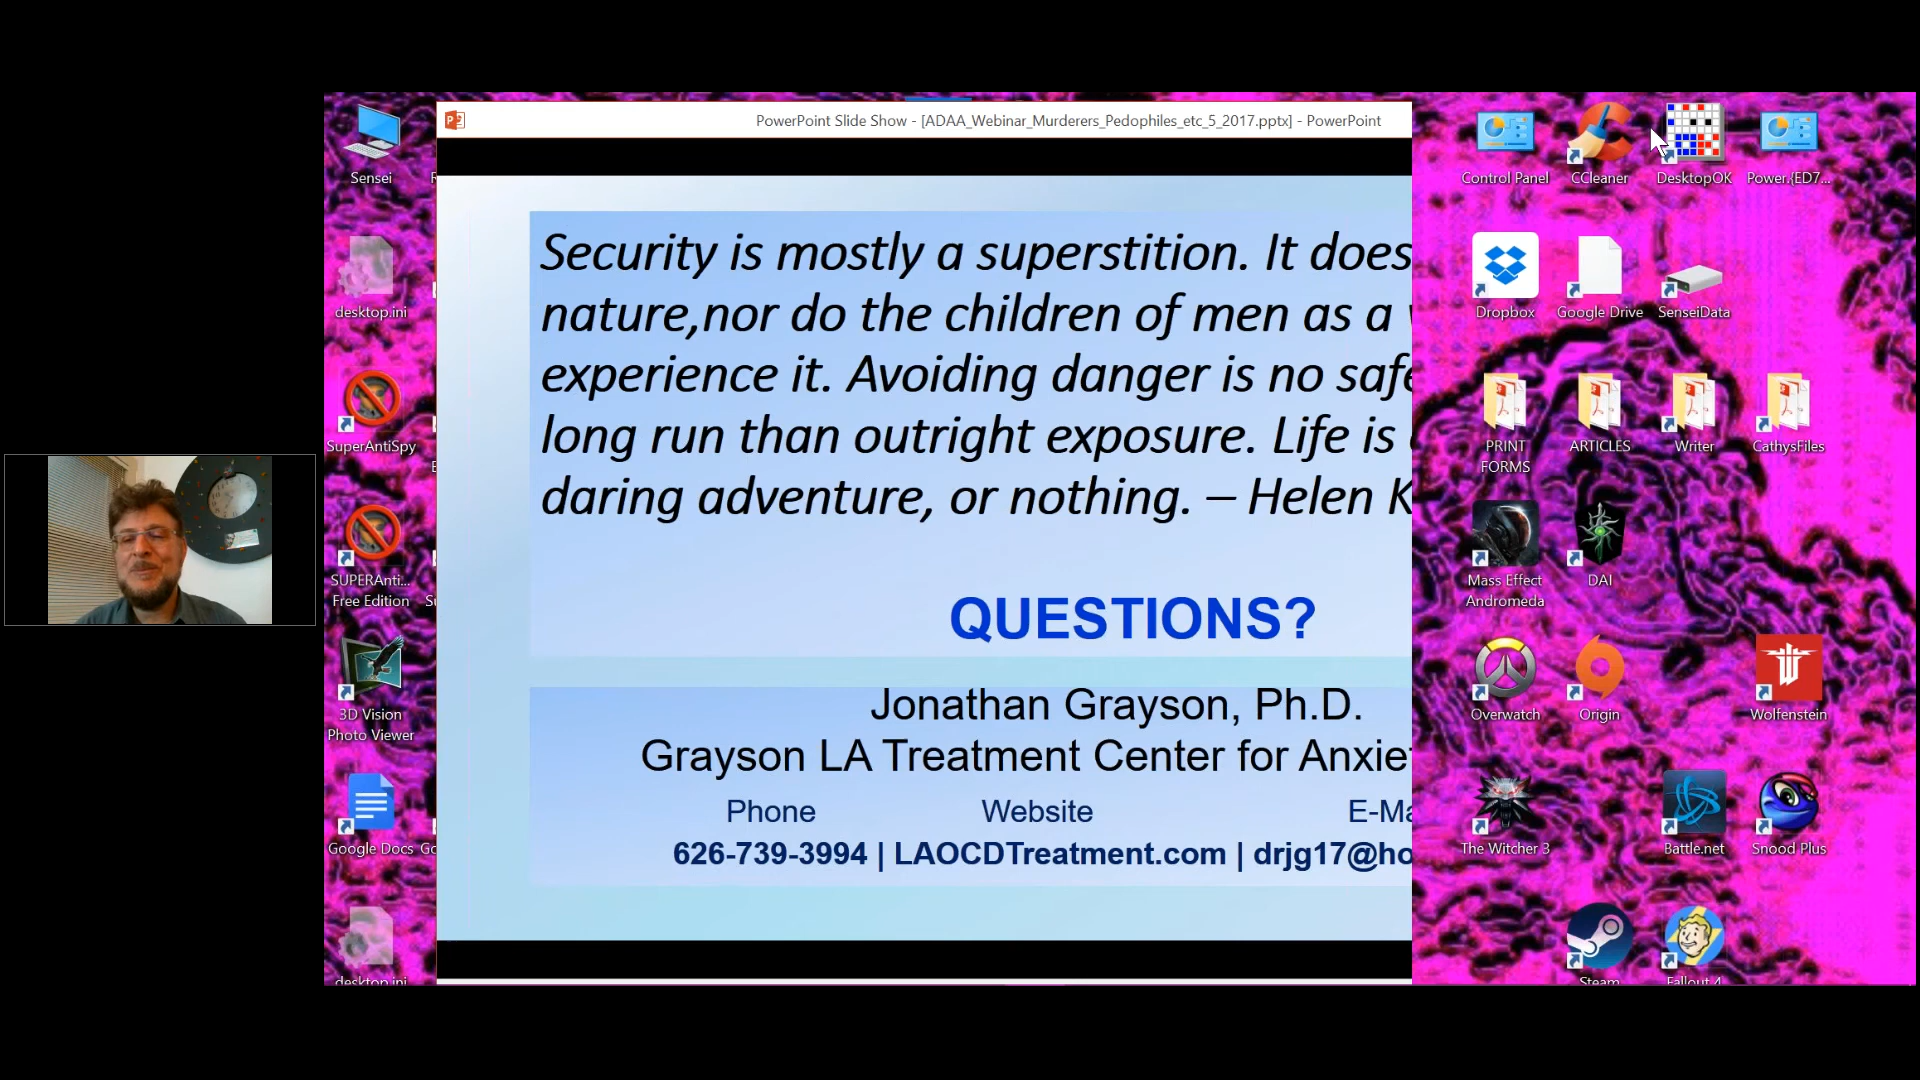 PowerPoint Slide Show - [ADAA_Webinar_Murderers_Pedophiles_etc_5_2017.pptx] - PowerPoint
Sensei
desktop.ini
SuperAntiSpy
SUPERAnti...
Free Edition
3D Vision
Photo Viewer
Google Docs
desktop.ini
Security is mostly a superstition. It does
nature,nor do the children of men as a
experience it. Avoiding danger is no safe
long run than outright exposure. Life is
daring adventure, or nothing. – Helen K
QUESTIONS?
Jonathan Grayson, Ph.D.
Grayson LA Treatment Center for Anxie
Phone Website E-Ma
626-739-3994 | LAOCDTreatment.com | drjg17@ho
Control Panel CCleaner DesktopOK Power.{ED7...
Dropbox Google Drive SenseiData
PRINT FORMS ARTICLES Writer CathysFiles
Mass Effect Andromeda DAI
Overwatch Origin Wolfenstein
The Witcher 3 Battle.net Snood Plus
Steam Fallout 4